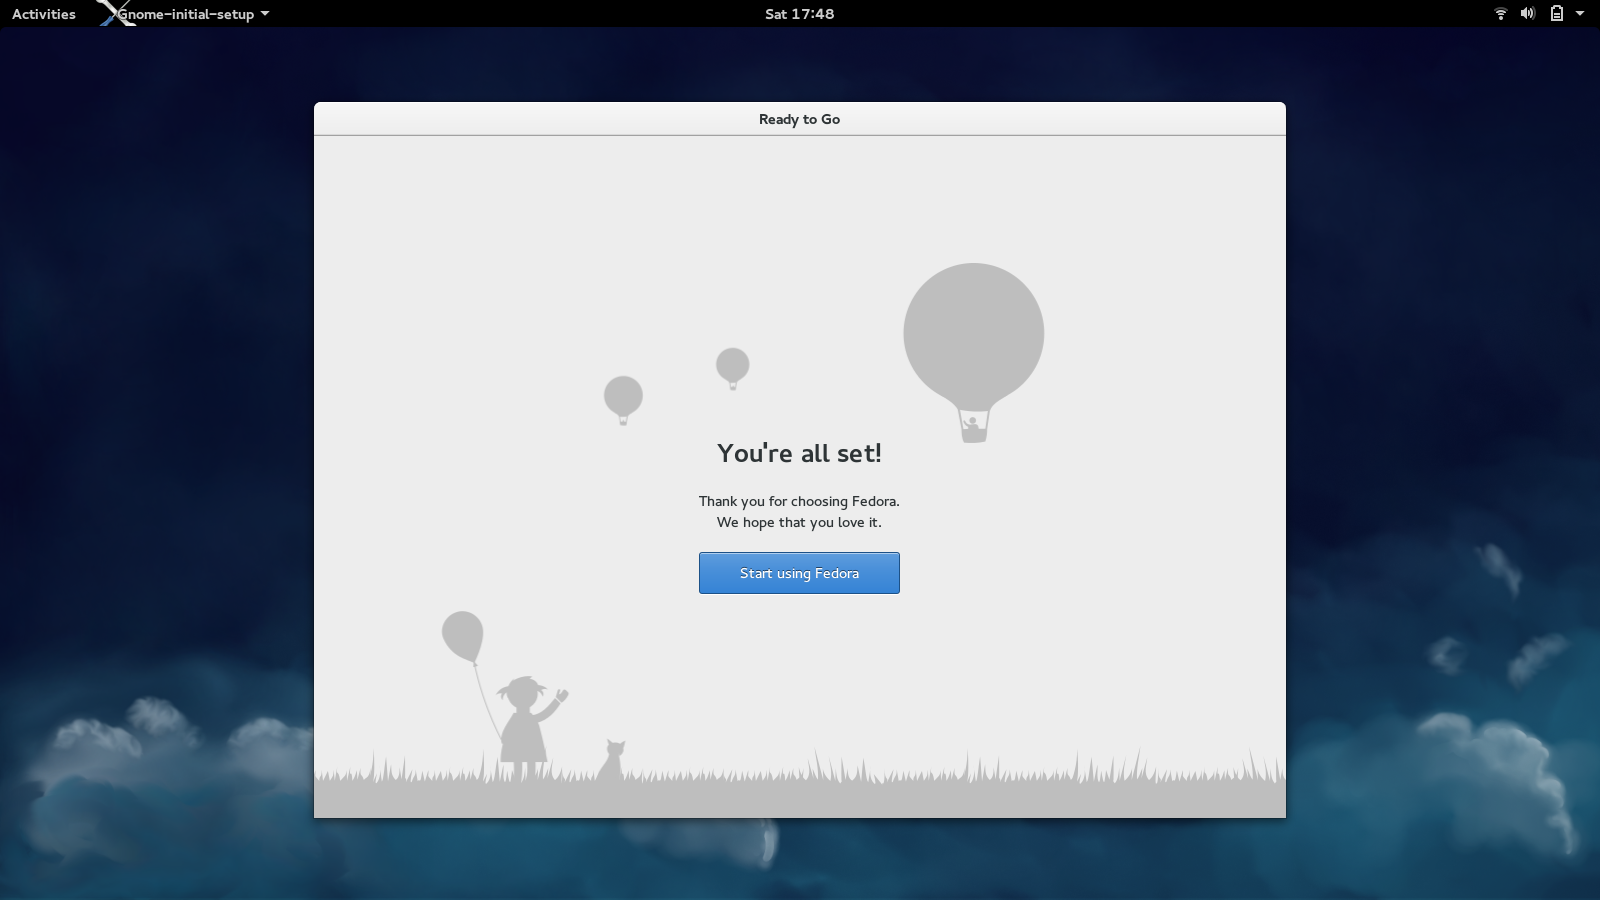 Activities
Gnome-initial-setup
Sat 17:48
Ready to Go
You're all set!
Thank you for choosing Fedora.
We hope that you love it.
Start using Fedora